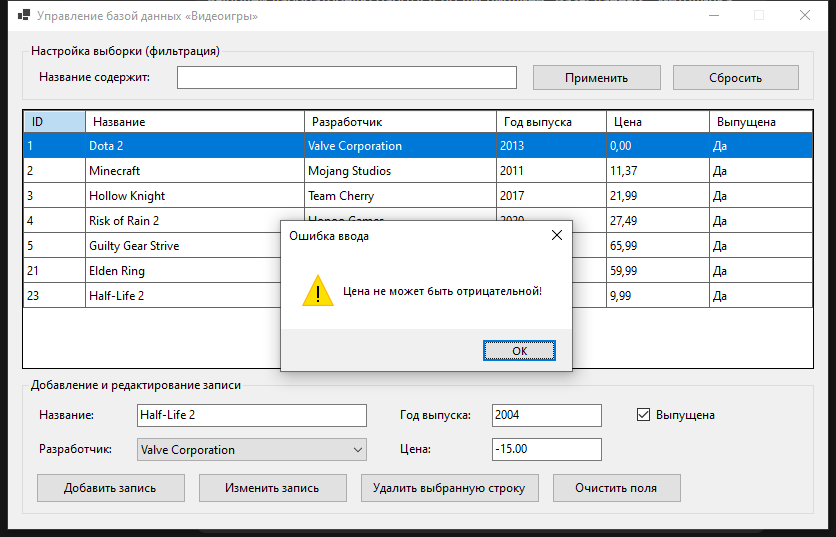 Управление базой данных «Видеоигры»
Настройка выборки (фильтрация)
Название содержит: Применить Сбросить
ID Название Разработчик Год выпуска Цена Выпущена
1 Dota 2 Valve Corporation 2013 0,00 Да
2 Minecraft Mojang Studios 2011 11,37 Да
3 Hollow Knight Team Cherry 2017 21,99 Да
4 Risk of Rain 2 27,49 Да
5 Guilty Gear Strive 65,99 Да
21 Elden Ring 59,99 Да
23 Half-Life 2 9,99 Да
Ошибка ввода
Цена не может быть отрицательной!
ОК
Добавление и редактирование записи
Название: Half-Life 2 Год выпуска: 2004 Выпущена
Разработчик: Valve Corporation Цена: -15.00
Добавить запись Изменить запись Удалить выбранную строку Очистить поля